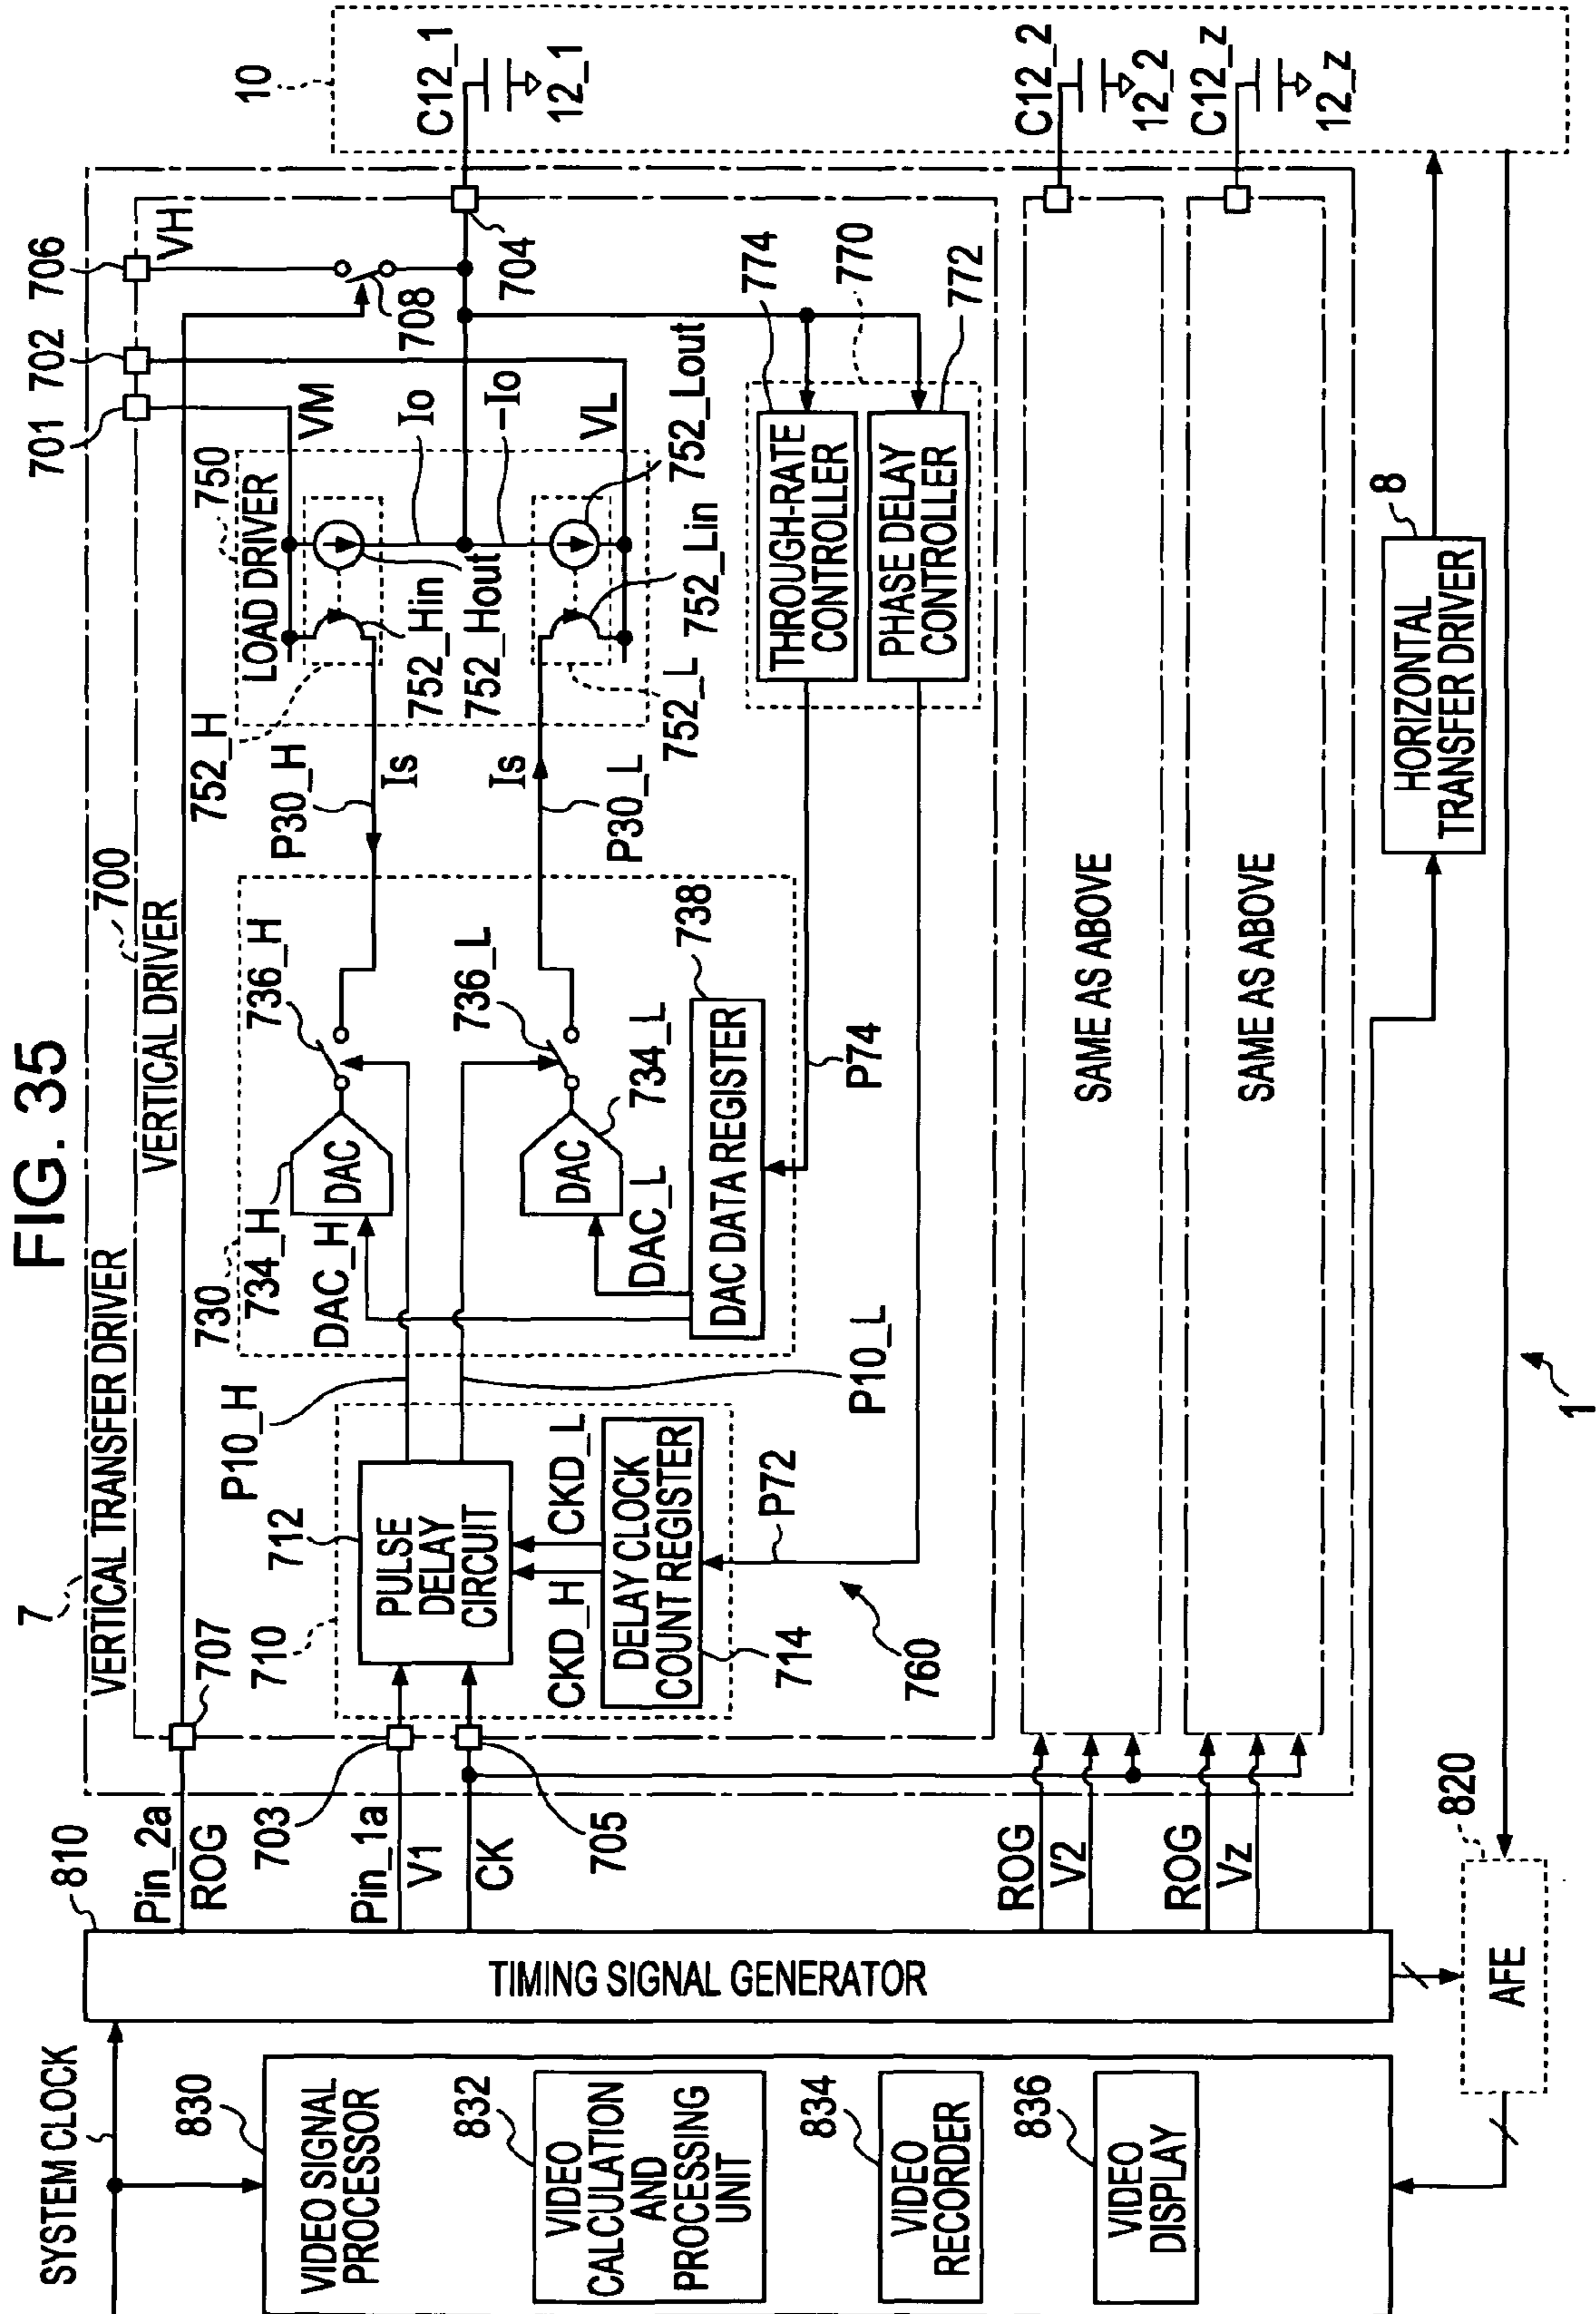 FIG. 35
7
VERTICAL TRANSFER DRIVER
700
VERTICAL DRIVER
701
702
706
VH
10
SYSTEM CLOCK
810
Pin_2a
ROG
707
830
VIDEO SIGNAL
PROCESSOR
832
VIDEO
CALCULATION
AND
PROCESSING
UNIT
834
VIDEO
RECORDER
836
VIDEO
DISPLAY
TIMING SIGNAL GENERATOR
703
Pin_1a
V1
CK
705
710
712
PULSE
DELAY
CIRCUIT
CKD_H
CKD_L
DELAY CLOCK
COUNT REGISTER
714
P10_H
P10_L
P72
760
730
734_H
DAC_H
DAC
736_H
736_L
DAC
734_L
DAC_L
738
DAC DATA REGISTER
P74
752_H
P30_H
Is
Is
P30_L
750
LOAD DRIVER
VM
752_Hin
752_Hout
Io
-Io
VL
752_Lout
752_Lin
752_L
708
704
C12_1
12_1
774
THROUGH-RATE
CONTROLLER
770
PHASE DELAY
CONTROLLER
772
ROG
V2
SAME AS ABOVE
C12_2
12_2
ROG
Vz
SAME AS ABOVE
C12_z
12_z
8
HORIZONTAL
TRANSFER DRIVER
820
AFE
1